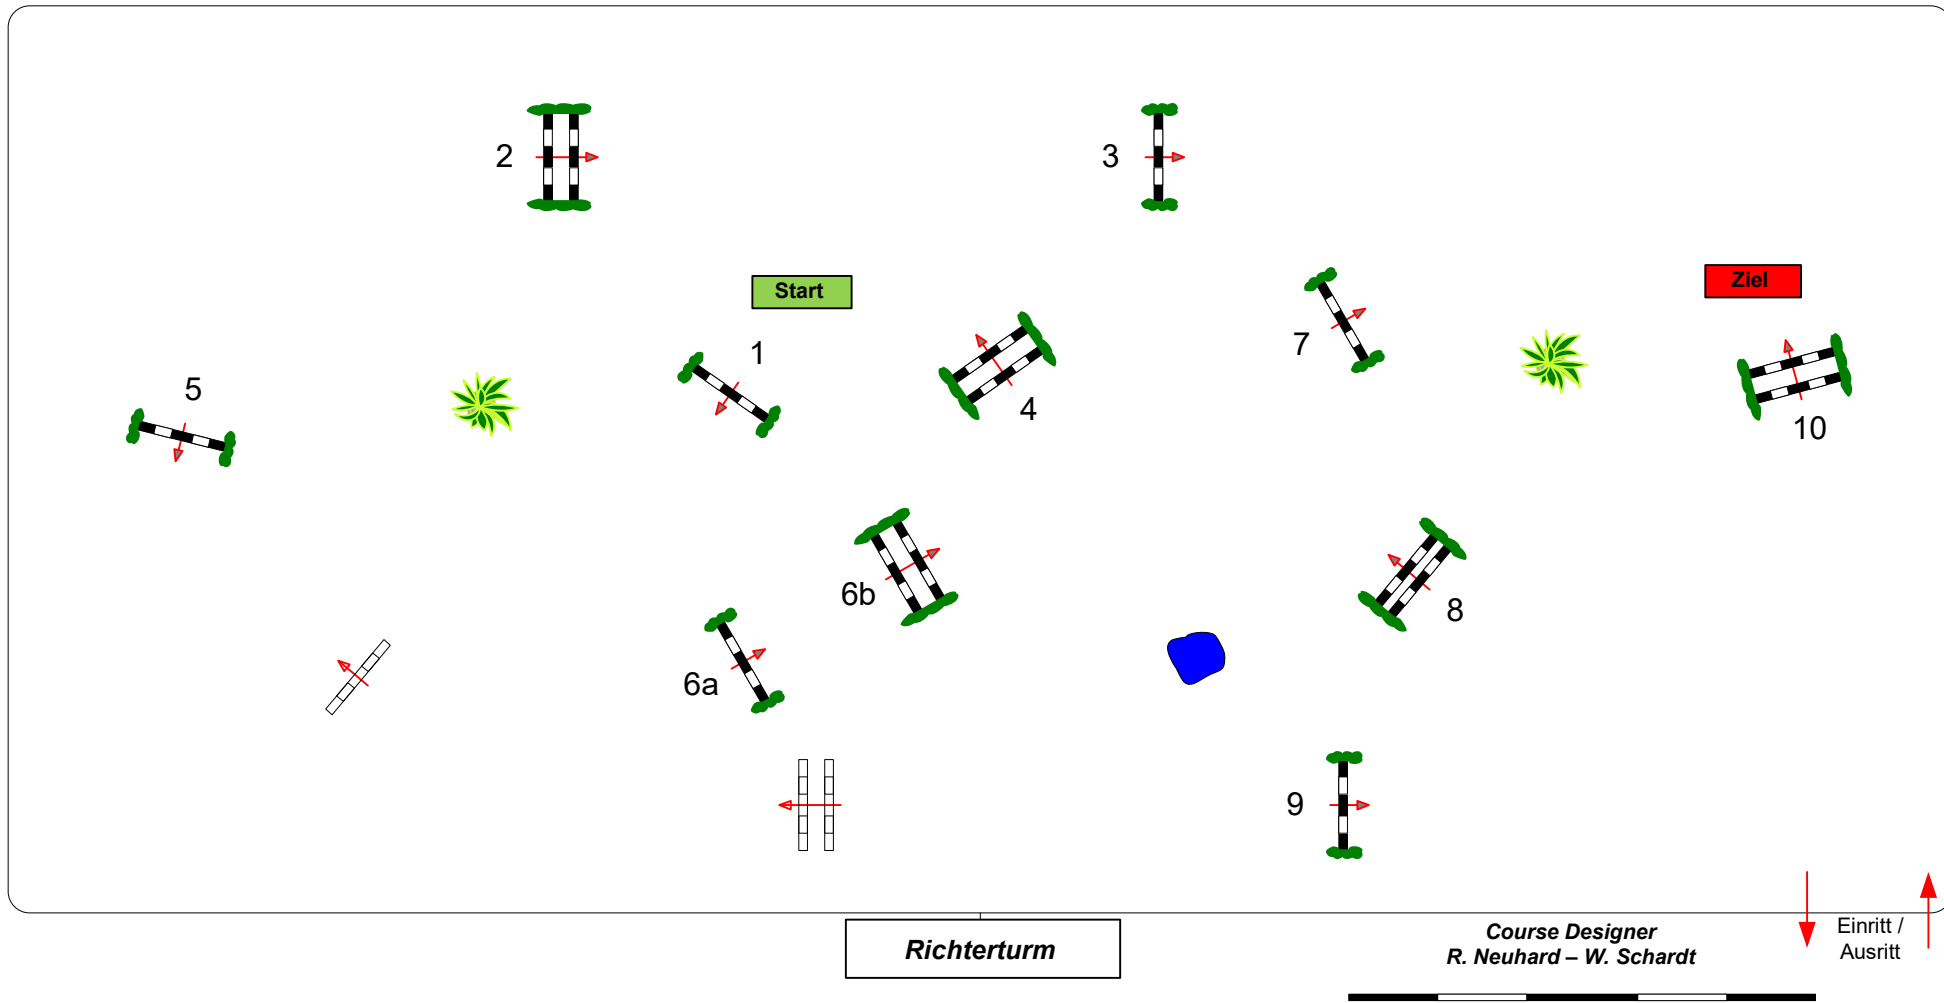 2
3
Start
Ziel
1
7
5
4
10
6b
8
6a
9
Richterturm
Course Designer
R. Neuhard – W. Schardt
Einritt /
Ausritt